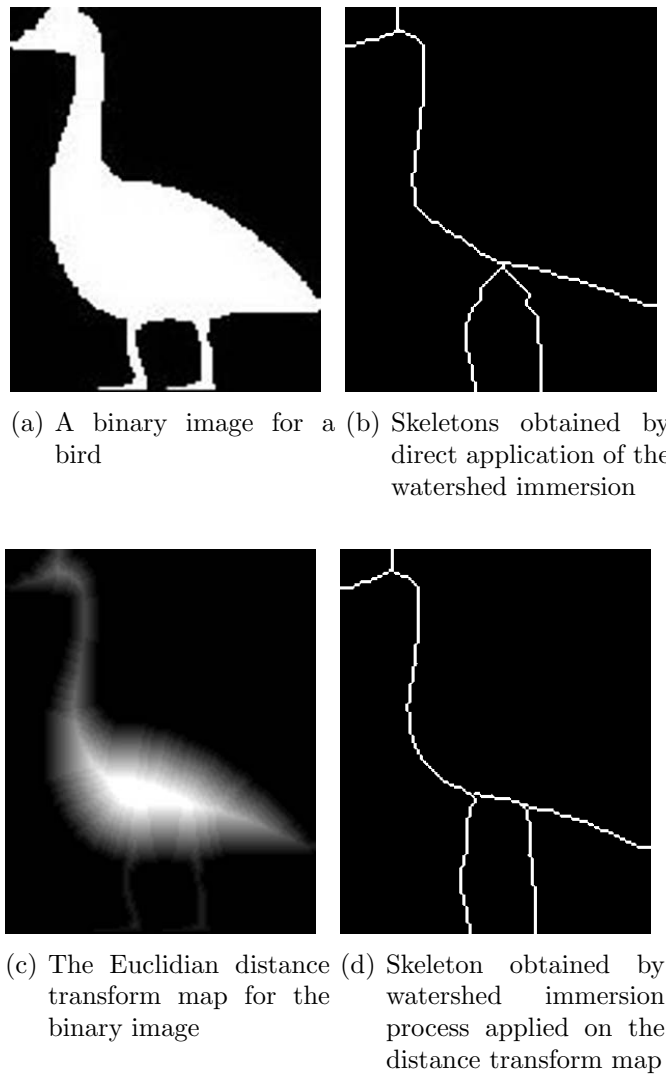 (a) A binary image for a
bird
(b) Skeletons obtained by
direct application of the
watershed immersion
(c) The Euclidian distance
transform map for the
binary image
(d) Skeleton obtained by
watershed immersion
process applied on the
distance transform map